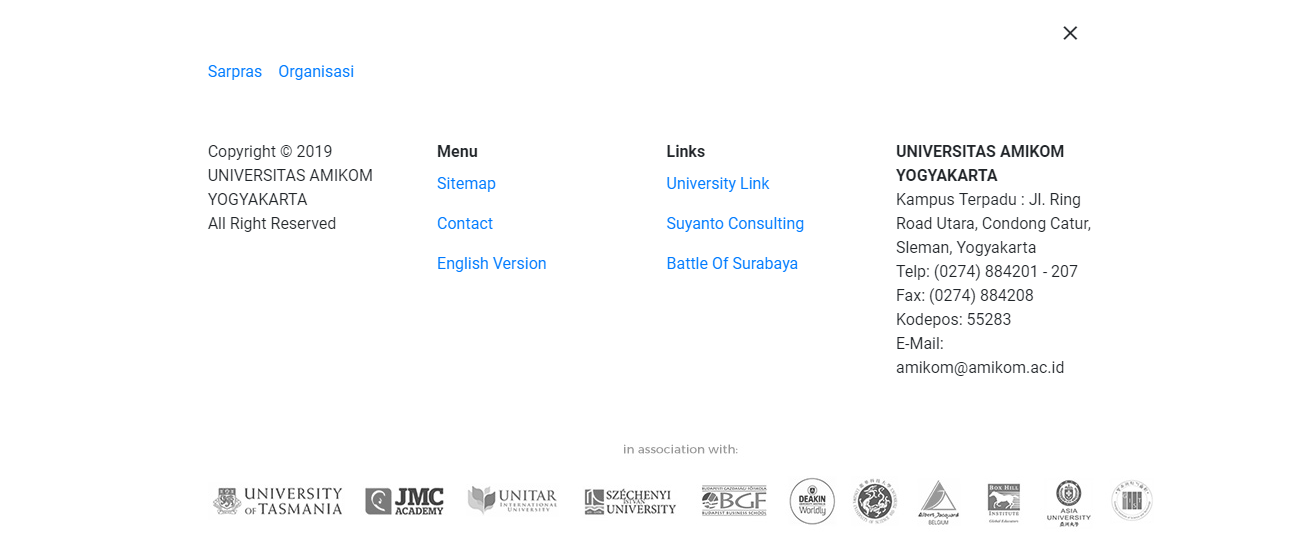 Sarpras Organisasi
Copyright © 2019
UNIVERSITAS AMIKOM
YOGYAKARTA
All Right Reserved
Menu
Sitemap
Contact
English Version
Links
University Link
Suyanto Consulting
Battle Of Surabaya
UNIVERSITAS AMIKOM
YOGYAKARTA
Kampus Terpadu : Jl. Ring
Road Utara, Condong Catur,
Sleman, Yogyakarta
Telp: (0274) 884201 - 207
Fax: (0274) 884208
Kodepos: 55283
E-Mail:
amikom@amikom.ac.id
in association with:
UNIVERSITY
OF TASMANIA
JMC
ACADEMY
UNITAR
INTERNATIONAL
UNIVERSITY
SZÉCHENYI
ISTVÁN
UNIVERSITY
BGF
BUDAPEST BUSINESS SCHOOL
DEAKIN
Worldly
Albert Jacquard
BELGIUM
BOX HILL
INSTITUTE
Global Educators
ASIA
UNIVERSITY